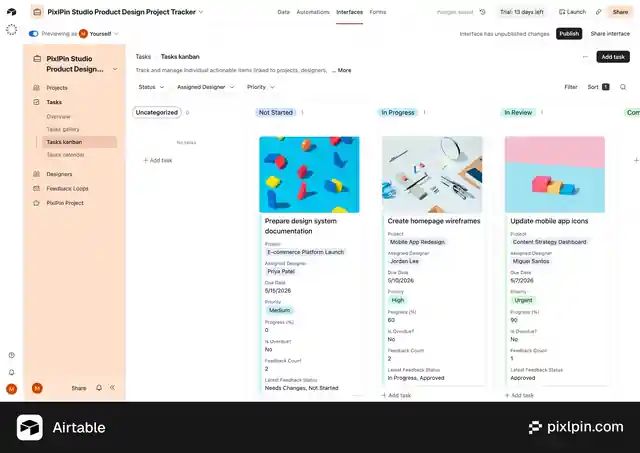 PixlPin Studio Product Design Project Tracker
Data Automations Interfaces Forms
Trial: 13 days left Launch Share
Previewing as M Yourself
Interface has unpublished changes Publish Share interface
PixlPin Studio
Product Design...
Projects
Tasks
Overview
Tasks gallery
Tasks kanban
Tasks calendar
Designers
Feedback Loops
PixlPin Project
M
M Share
Tasks Tasks kanban
Add task
Track and manage individual actionable items linked to projects, designers, ... More
Status Assigned Designer Priority
Filter Sort 1
Uncategorized 0
No tasks
+ Add task
Not Started 1
Prepare design system
documentation
Project
E-commerce Platform Launch
Assigned Designer
Priya Patel
Due Date
5/15/2026
Priority
Medium
Progress (%)
0
Is Overdue?
No
Feedback Count
2
Latest Feedback Status
Needs Changes, Not Started
In Progress 1
Create homepage wireframes
Project
Mobile App Redesign
Assigned Designer
Jordan Lee
Due Date
5/10/2026
Priority
High
Progress (%)
60
Is Overdue?
No
Feedback Count
2
Latest Feedback Status
In Progress, Approved
+ Add task
In Review 1
Update mobile app icons
Project
Content Strategy Dashboard
Assigned Designer
Miguel Santos
Due Date
5/7/2026
Priority
Urgent
Progress (%)
90
Is Overdue?
No
Feedback Count
1
Latest Feedback Status
Approved
+ Add task
Com
Airtable
pixlpin.com